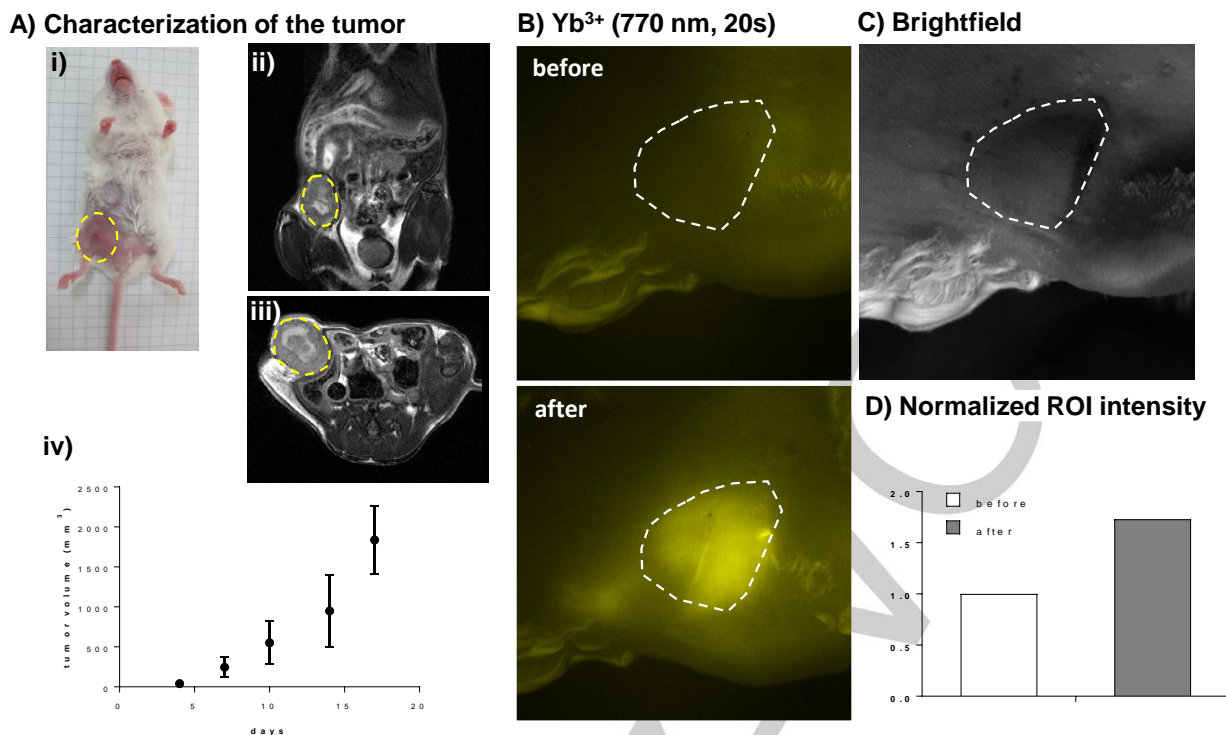 A) Characterization of the tumor
i)
ii)
iii)
iv)
2500
2000
1500
1000
500
0
tumor volume (mm³)
0 5 10 15 20
days
B) Yb³⁺ (770 nm, 20s)
before
after
C) Brightfield
D) Normalized ROI intensity
2.0
1.5
1.0
0.5
0.0
before
after